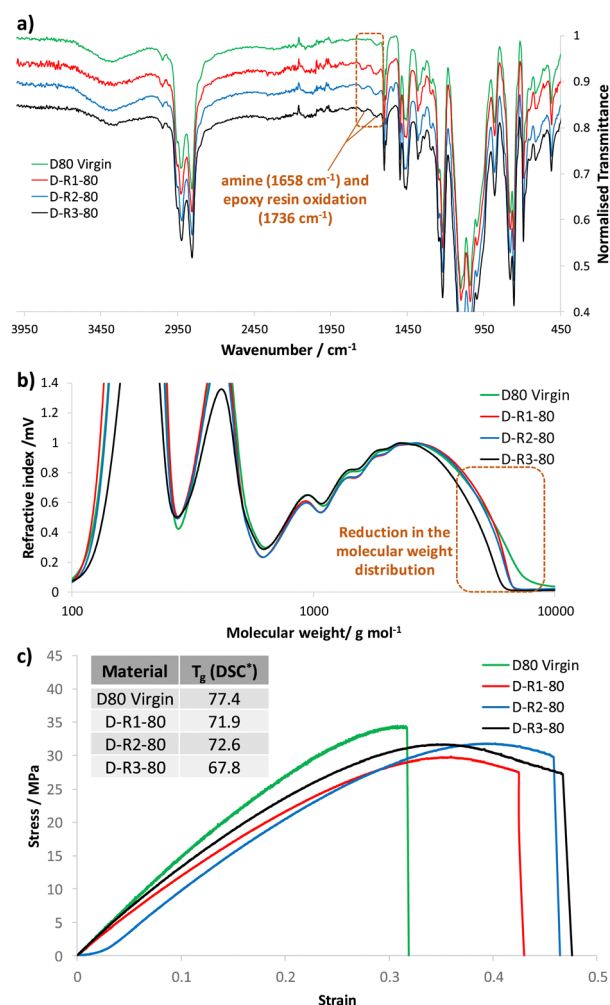 a)
1
0.9
0.8
0.7
0.6
0.5
0.4
Normalised Transmittance
D80 Virgin
D-R1-80
D-R2-80
D-R3-80
amine (1658 cm⁻¹) and
epoxy resin oxidation
(1736 cm⁻¹)
3950 3450 2950 2450 1950 1450 950 450
Wavenumber / cm⁻¹
b)
1.4
1.2
1
0.8
0.6
0.4
0.2
0
Refractive index /mV
D80 Virgin
D-R1-80
D-R2-80
D-R3-80
Reduction in the
molecular weight
distribution
100 1000 10000
Molecular weight/ g mol⁻¹
c)
Material Tg (DSC*)
D80 Virgin 77.4
D-R1-80 71.9
D-R2-80 72.6
D-R3-80 67.8
D80 Virgin
D-R1-80
D-R2-80
D-R3-80
45
40
35
30
25
20
15
10
5
0
Stress / MPa
0 0.1 0.2 0.3 0.4 0.5
Strain